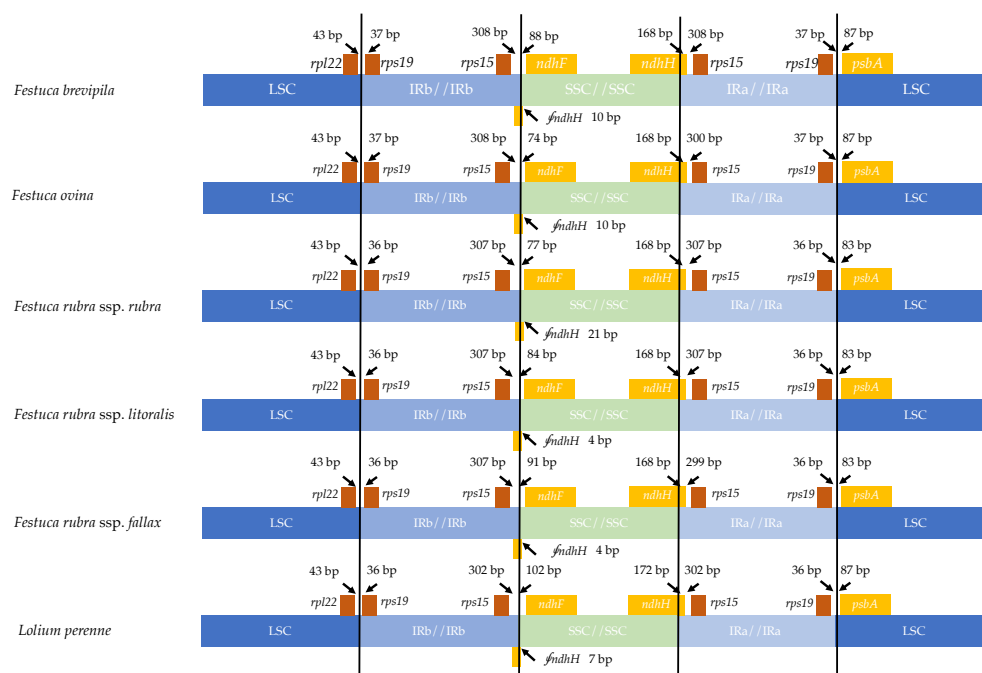 43 bp 37 bp 308 bp 88 bp 168 bp 308 bp 37 bp 87 bp
rpl22 rps19 rps15 ndhF ndhH rps15 rps19 psbA
Festuca brevipila LSC IRb//IRb SSC//SSC IRa//IRa LSC
ψndhH 10 bp
43 bp 37 bp 308 bp 74 bp 168 bp 300 bp 37 bp 87 bp
rpl22 rps19 rps15 ndhF ndhH rps15 rps19 psbA
Festuca ovina LSC IRb//IRb SSC//SSC IRa//IRa LSC
ψndhH 10 bp
43 bp 36 bp 307 bp 77 bp 168 bp 307 bp 36 bp 83 bp
rpl22 rps19 rps15 ndhF ndhH rps15 rps19 psbA
Festuca rubra ssp. rubra LSC IRb//IRb SSC//SSC IRa//IRa LSC
ψndhH 21 bp
43 bp 36 bp 307 bp 84 bp 168 bp 307 bp 36 bp 83 bp
rpl22 rps19 rps15 ndhF ndhH rps15 rps19 psbA
Festuca rubra ssp. litoralis LSC IRb//IRb SSC//SSC IRa//IRa LSC
ψndhH 4 bp
43 bp 36 bp 307 bp 91 bp 168 bp 299 bp 36 bp 83 bp
rpl22 rps19 rps15 ndhF ndhH rps15 rps19 psbA
Festuca rubra ssp. fallax LSC IRb//IRb SSC//SSC IRa//IRa LSC
ψndhH 4 bp
43 bp 36 bp 302 bp 102 bp 172 bp 302 bp 36 bp 87 bp
rpl22 rps19 rps15 ndhF ndhH rps15 rps19 psbA
Lolium perenne LSC IRb//IRb SSC//SSC IRa//IRa LSC
ψndhH 7 bp